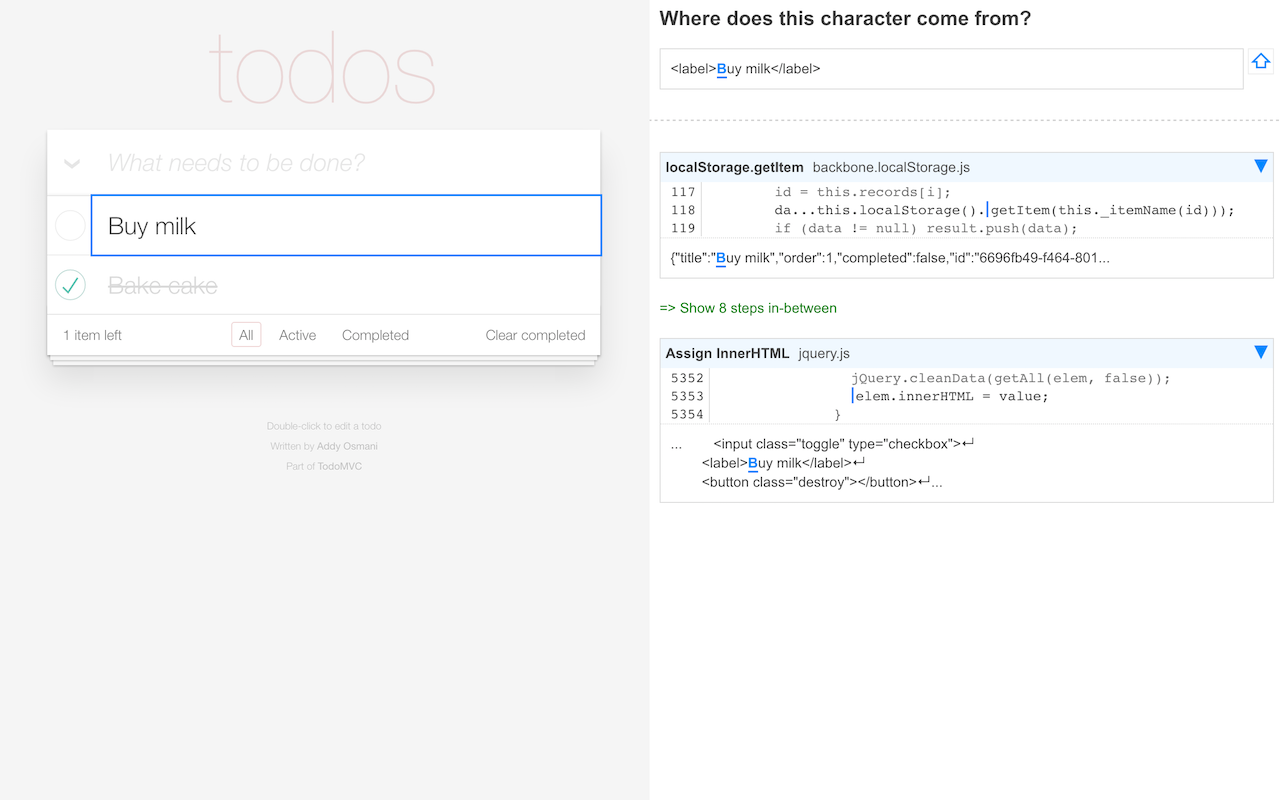 todos
What needs to be done?
Buy milk
Bake cake
1 item left All Active Completed Clear completed
Double-click to edit a todo
Written by Addy Osmani
Part of TodoMVC
Where does this character come from?
<label>Buy milk</label>
localStorage.getItem backbone.localStorage.js
117 id = this.records[i];
118 da...this.localStorage().getItem(this._itemName(id)));
119 if (data != null) result.push(data);
{"title":"Buy milk","order":1,"completed":false,"id":"6696fb49-f464-801...
=> Show 8 steps in-between
Assign InnerHTML jquery.js
5352 jQuery.cleanData(getAll(elem, false));
5353 elem.innerHTML = value;
5354 }
... <input class="toggle" type="checkbox">↵
<label>Buy milk</label>↵
<button class="destroy"></button>↵...